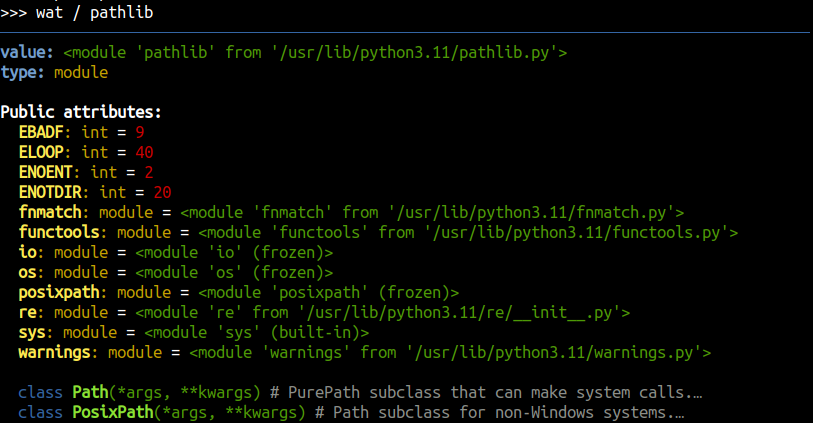 >>> wat / pathlib
value: <module 'pathlib' from '/usr/lib/python3.11/pathlib.py'>
type: module
Public attributes:
EBADF: int = 9
ELOOP: int = 40
ENOENT: int = 2
ENOTDIR: int = 20
fnmatch: module = <module 'fnmatch' from '/usr/lib/python3.11/fnmatch.py'>
functools: module = <module 'functools' from '/usr/lib/python3.11/functools.py'>
io: module = <module 'io' (frozen)>
os: module = <module 'os' (frozen)>
posixpath: module = <module 'posixpath' (frozen)>
re: module = <module 're' from '/usr/lib/python3.11/re/__init__.py'>
sys: module = <module 'sys' (built-in)>
warnings: module = <module 'warnings' from '/usr/lib/python3.11/warnings.py'>
class Path(*args, **kwargs) # PurePath subclass that can make system calls.…
class PosixPath(*args, **kwargs) # Path subclass for non-Windows systems.…